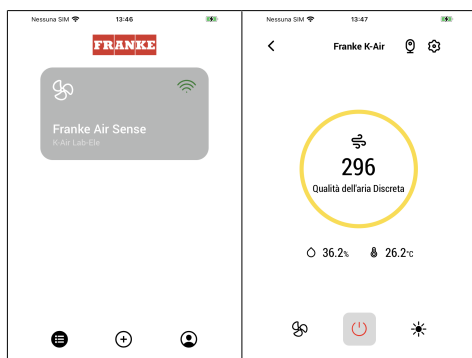 Nessuna SIM 13:46
FRANKE
Franke Air Sense
K-Air Lab-Ele
Nessuna SIM 13:47
Franke K-Air
296
Qualità dell'aria Discreta
36.2% 26.2°C